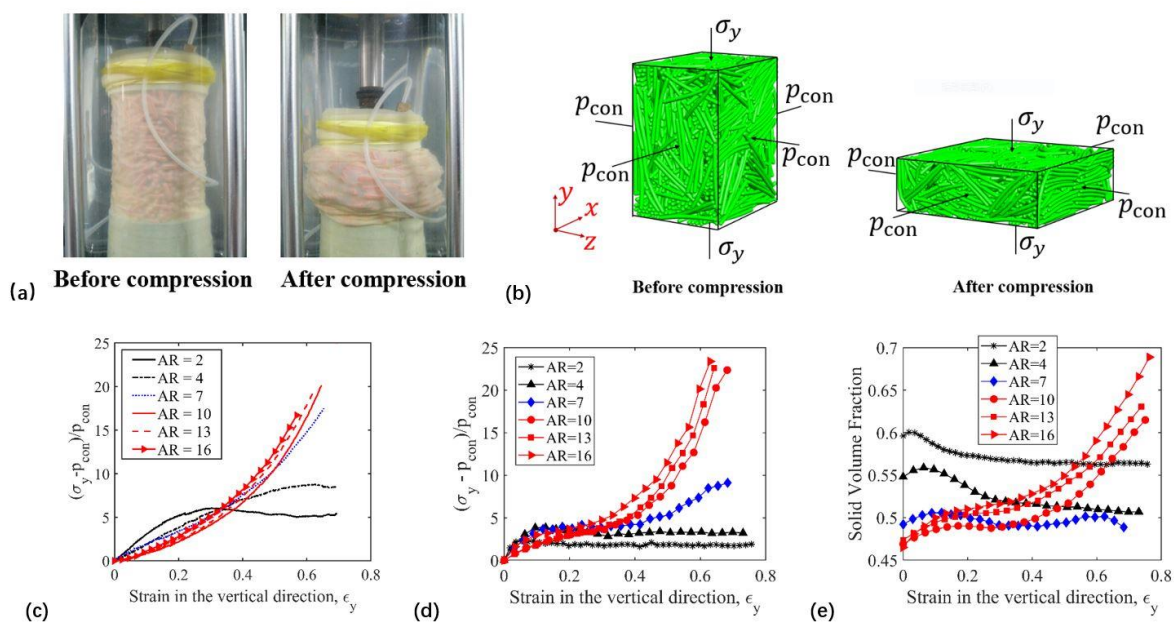 σy
pcon
pcon
pcon
pcon
σy
y
x
z
Before compression
After compression
(a)
σy
pcon
pcon
pcon
pcon
σy
Before compression
After compression
(b)
25
20
15
10
5
0
0
0.2
0.4
0.6
0.8
AR = 2
AR = 4
AR = 7
AR = 10
AR = 13
AR = 16
(σy-pcon)/pcon
Strain in the vertical direction, ϵy
(c)
25
20
15
10
5
0
0
0.2
0.4
0.6
0.8
AR=2
AR=4
AR=7
AR=10
AR=13
AR=16
(σy - pcon)/pcon
Strain in the vertical direction, ϵy
(d)
0.7
0.65
0.6
0.55
0.5
0.45
0
0.2
0.4
0.6
0.8
AR=2
AR=4
AR=7
AR=10
AR=13
AR=16
Solid Volume Fraction
Strain in the vertical direction, ϵy
(e)